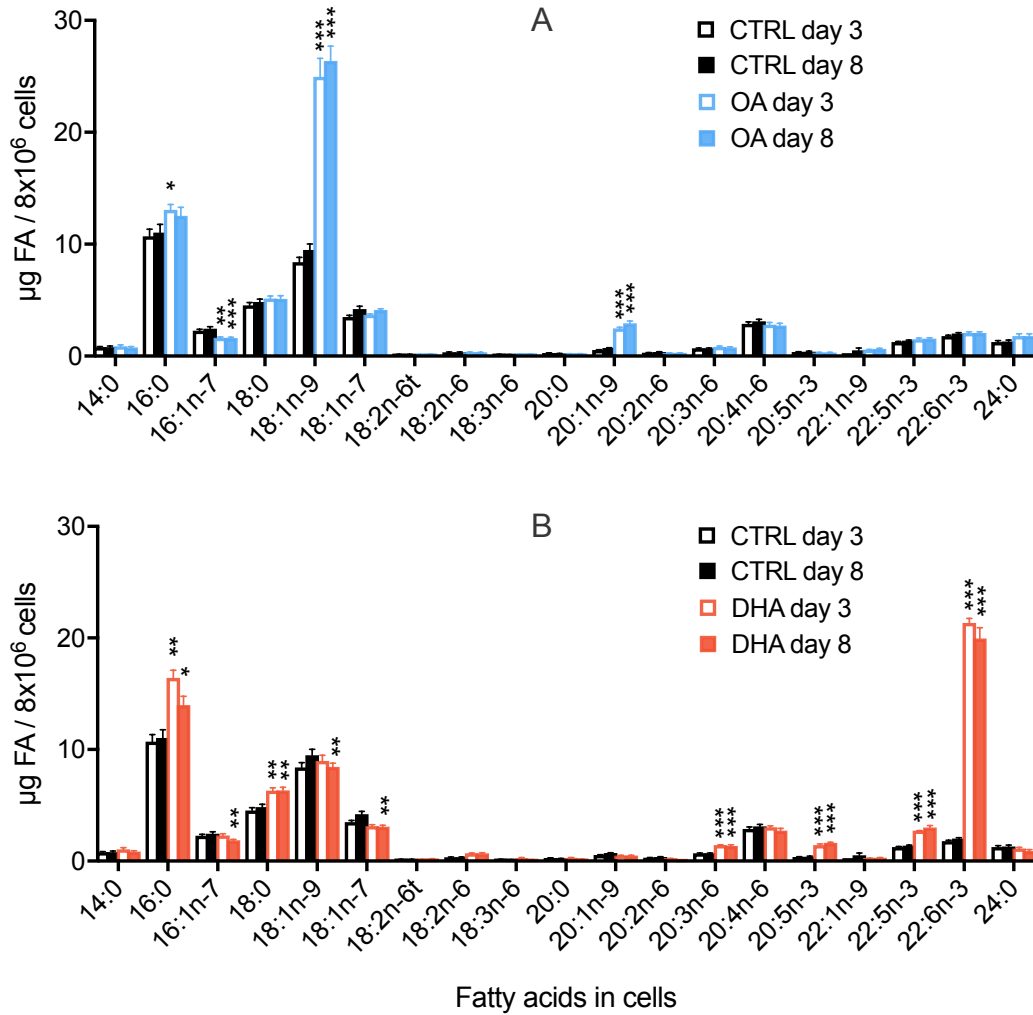 A
30
20
10
0
µg FA / 8x10⁶ cells
CTRL day 3
CTRL day 8
OA day 3
OA day 8
*
**
***
***
***
***
***
14:0
16:0
16:1n-7
18:0
18:1n-9
18:1n-7
18:2n-6t
18:2n-6
18:3n-6
20:0
20:1n-9
20:2n-6
20:3n-6
20:4n-6
20:5n-3
22:1n-9
22:5n-3
22:6n-3
24:0
B
30
20
10
0
µg FA / 8x10⁶ cells
CTRL day 3
CTRL day 8
DHA day 3
DHA day 8
**
*
**
**
**
**
**
***
***
***
***
***
***
***
***
14:0
16:0
16:1n-7
18:0
18:1n-9
18:1n-7
18:2n-6t
18:2n-6
18:3n-6
20:0
20:1n-9
20:2n-6
20:3n-6
20:4n-6
20:5n-3
22:1n-9
22:5n-3
22:6n-3
24:0
Fatty acids in cells